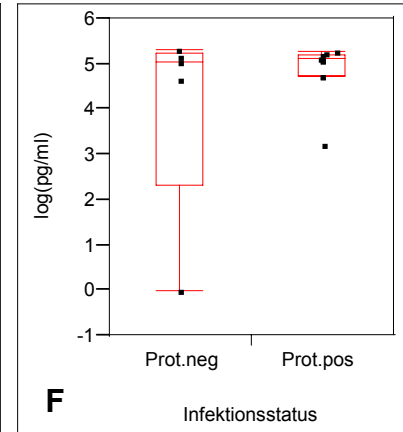 6
5
4
3
2
1
0
-1
log(pg/ml)
Prot.neg Prot.pos
F
Infektionsstatus